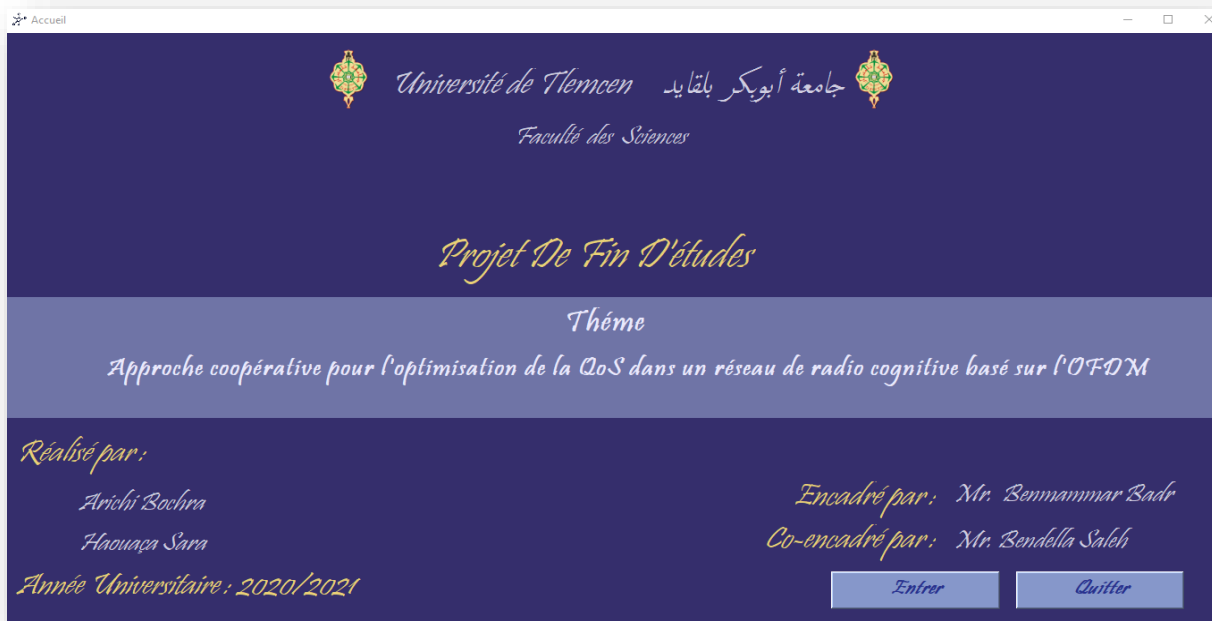 Accueil
Université de Tlemcen جامعة أبوبكر بلقايد
Faculté des Sciences
Projet De Fin D'études
Théme
Approche coopérative pour l'optimisation de la QoS dans un réseau de radio cognitive basé sur l'OFDM
Réalisé par :
Arichi Bochra
Haouaça Sara
Année Universitaire : 2020/2021
Encadré par : Mr. Benmammar Badr
Co-encadré par : Mr. Bendella Saleh
Entrer Quitter